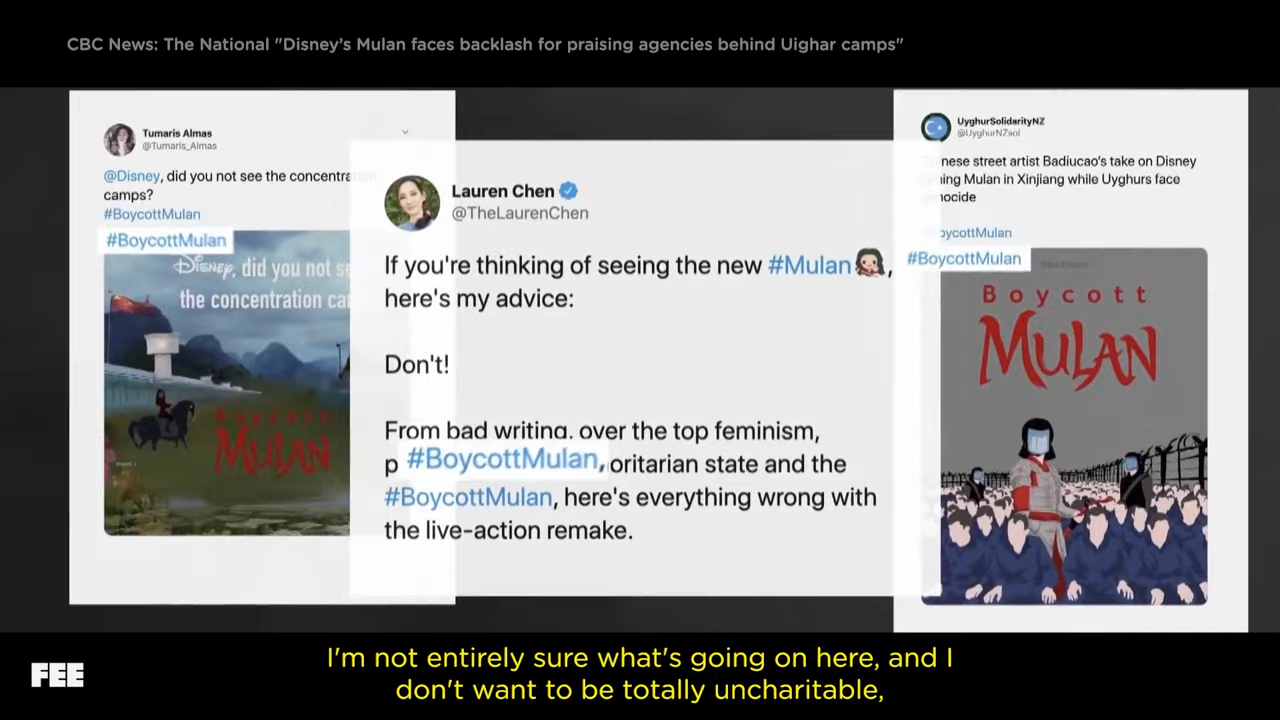 CBC News: The National "Disney's Mulan faces backlash for praising agencies behind Uighar camps"
Tumaris Almas
@Tumaris_Almas
@Disney, did you not see the concentra
camps?
#BoycottMulan
#BoycottMulan
Disney, did you not s
the concentration ca
Boycott
MULAN
Lauren Chen
@TheLaurenChen
If you're thinking of seeing the new #Mulan,
here's my advice:
Don't!
From bad writing, over the top feminism,
p #BoycottMulan, oritarian state and the
#BoycottMulan, here's everything wrong with
the live-action remake.
UyghurSolidarityNZ
@UyghurNZsol
nese street artist Badiucao's take on Disney
ming Mulan in Xinjiang while Uyghurs face
nocide
oycottMulan
#BoycottMulan
Boycott
MULAN
FEE
I'm not entirely sure what's going on here, and I
don't want to be totally uncharitable,